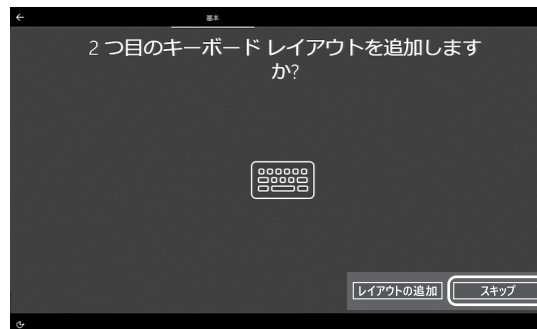 基本
2 つ目のキーボード レイアウトを追加します
か?
レイアウトの追加
スキップ